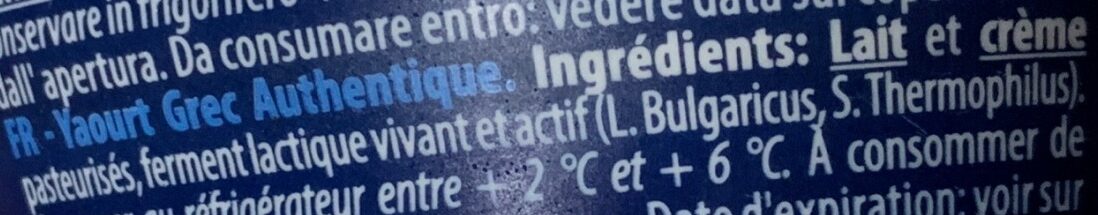 in frigorifero
dall' apertura. Da consumare entro: vedere data sul
FR - Yaourt Grec Authentique. Ingrédients: Lait et crème
pasteurisés, ferment lactique vivant et actif (L. Bulgaricus, S. Thermophilus).
réfrigérateur entre + 2 °C et + 6 °C. À consommer de
Date d'expiration: voir sur